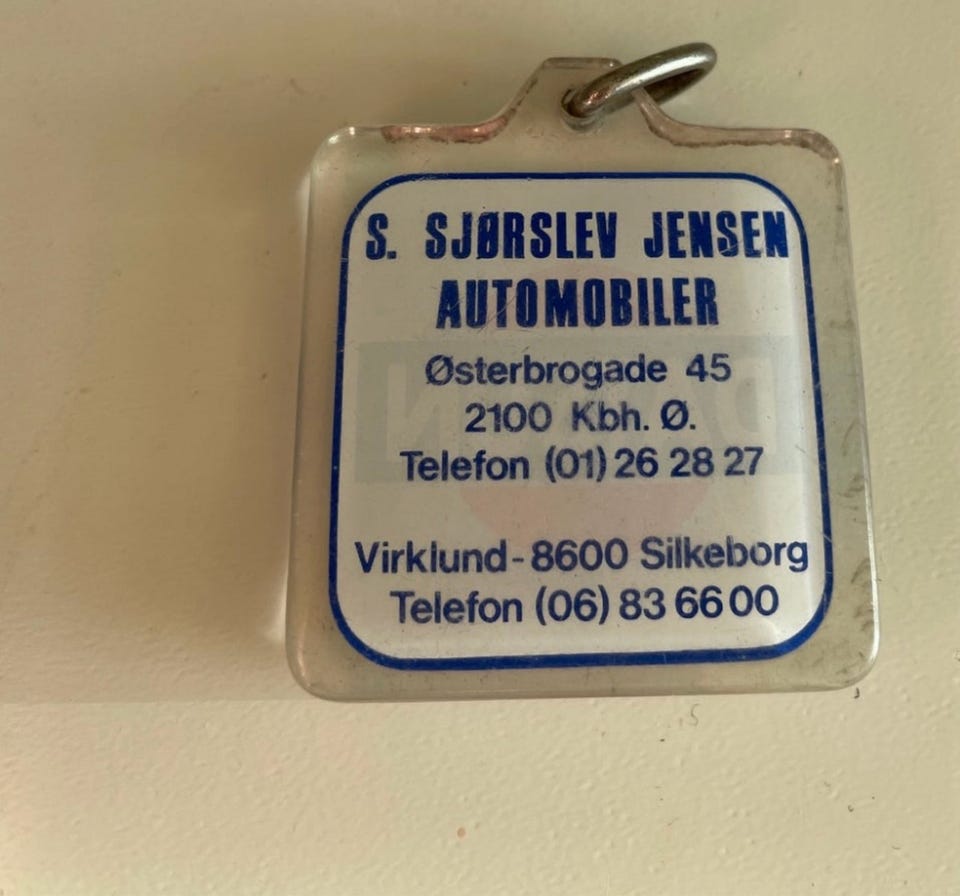 S. SJØRSLEV JENSEN
AUTOMOBILER
Østerbrogade 45
2100 Kbh. Ø.
Telefon (01) 26 28 27
Virklund - 8600 Silkeborg
Telefon (06) 83 66 00